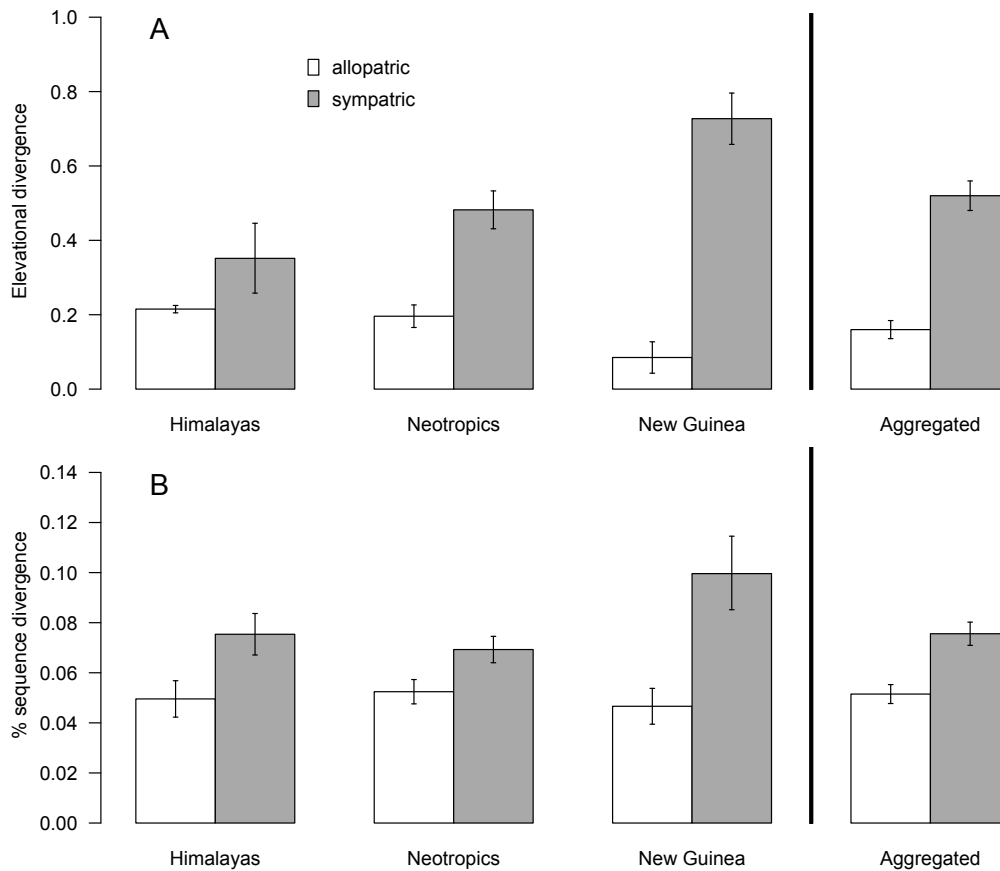 A
allopatric
sympatric
Elevational divergence
1.0
0.8
0.6
0.4
0.2
0.0
Himalayas Neotropics New Guinea Aggregated
B
% sequence divergence
0.14
0.12
0.10
0.08
0.06
0.04
0.02
0.00
Himalayas Neotropics New Guinea Aggregated